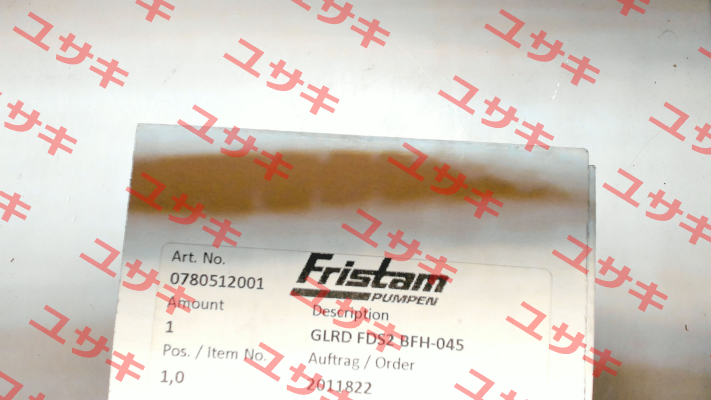 Art. No.
0780512001
Fristam
PUMPEN
Amount
Description
1
GLRD FDS2 BFH-045
Pos. / Item No.
Auftrag / Order
1,0
2011822
ユサキ